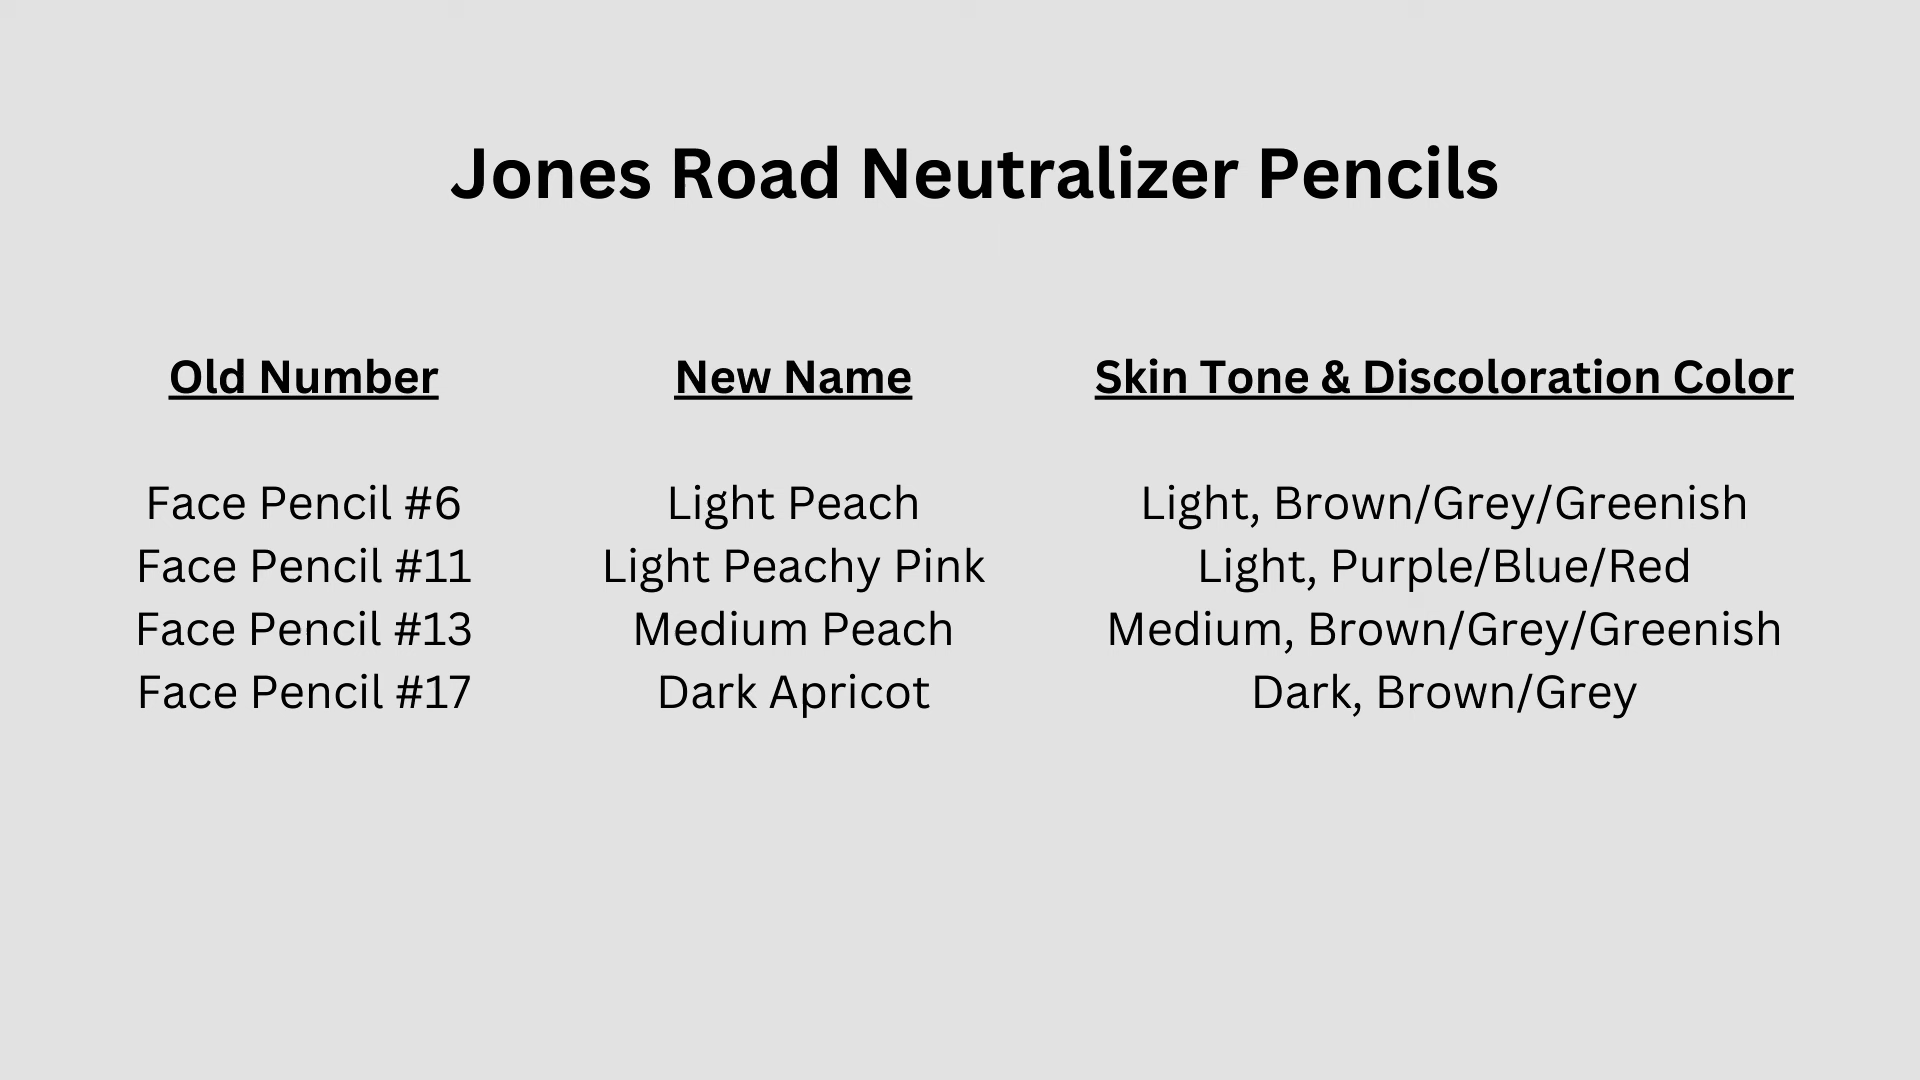 Jones Road Neutralizer Pencils
Old Number New Name Skin Tone & Discoloration Color
Face Pencil #6 Light Peach Light, Brown/Grey/Greenish
Face Pencil #11 Light Peachy Pink Light, Purple/Blue/Red
Face Pencil #13 Medium Peach Medium, Brown/Grey/Greenish
Face Pencil #17 Dark Apricot Dark, Brown/Grey